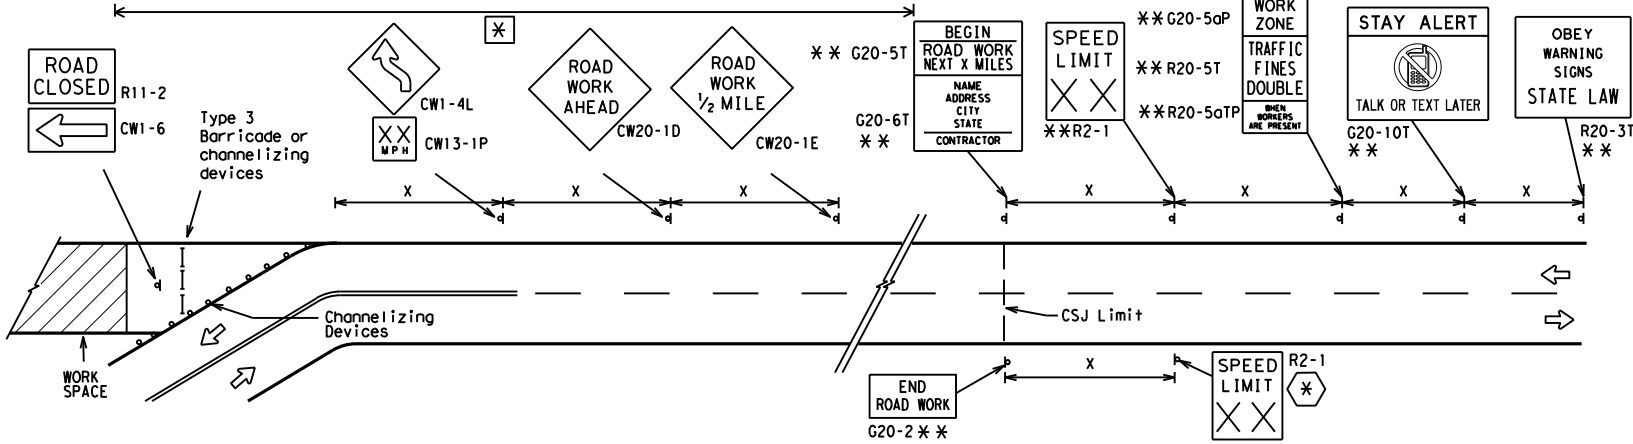 ROAD
CLOSED
R11-2
CW1-6
Type 3
Barricade or
channelizing
devices
X X
MPH
CW1-4L
CW13-1P
*
ROAD
WORK
AHEAD
CW20-1D
ROAD
WORK
1/2 MILE
CW20-1E
** G20-5T
G20-6T
**
BEGIN
ROAD WORK
NEXT X MILES
NAME
ADDRESS
CITY
STATE
CONTRACTOR
SPEED
LIMIT
X X
**R2-1
**G20-5aP
**R20-5T
**R20-5aTP
WORK
ZONE
TRAFFIC
FINES
DOUBLE
WHEN
WORKERS
ARE PRESENT
STAY ALERT
TALK OR TEXT LATER
G20-10T
**
OBEY
WARNING
SIGNS
STATE LAW
R20-3T
**
X
X
X
X
X
X
X
Channelizing
Devices
CSJ Limit
WORK
SPACE
END
ROAD WORK
G20-2 **
X
SPEED
LIMIT
X X
R2-1
*